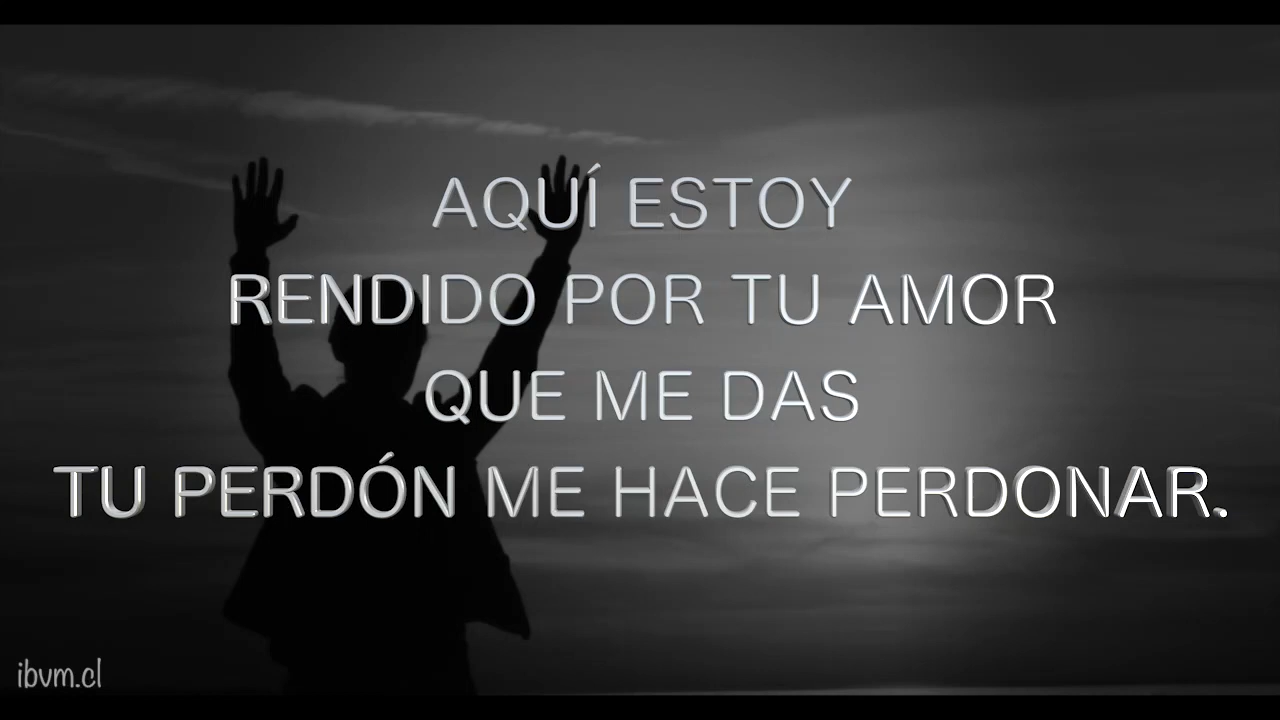 AQUÍ ESTOY
RENDIDO POR TU AMOR
QUE ME DAS
TU PERDÓN ME HACE PERDONAR.
ibvm.cl